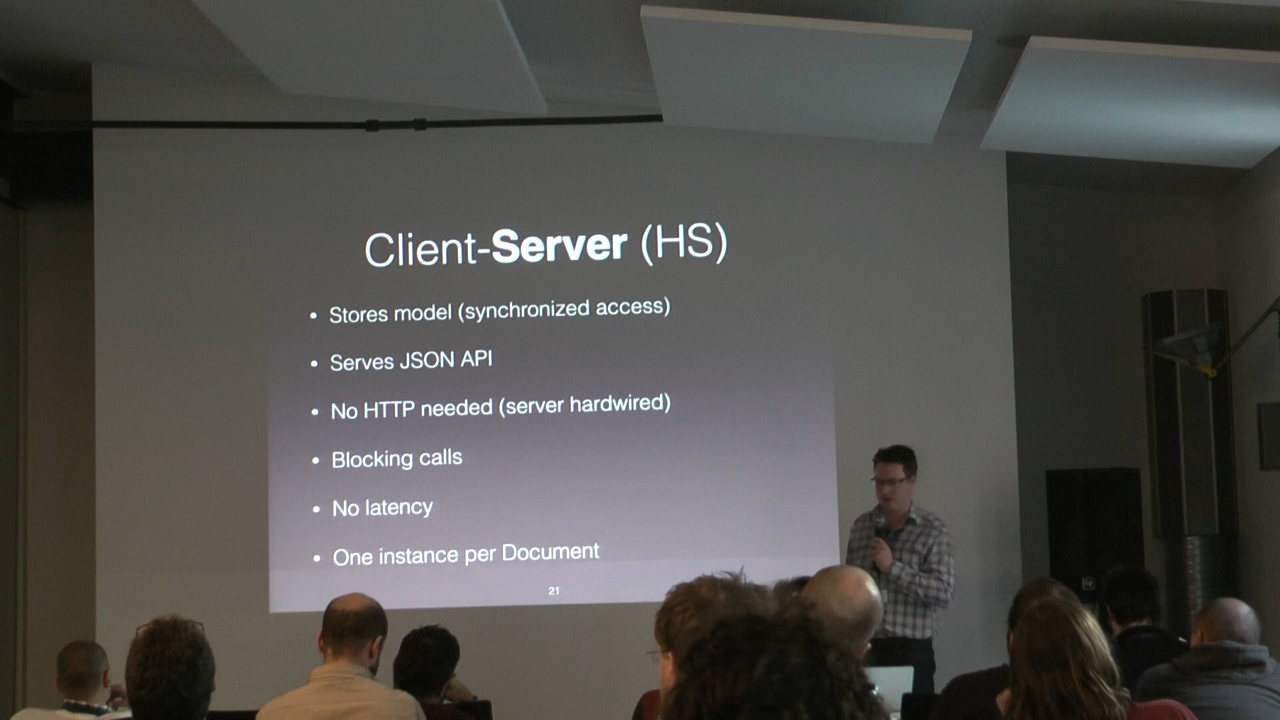 Client-Server (HS)
• Stores model (synchronized access)
• Serves JSON API
• No HTTP needed (server hardwired)
• Blocking calls
• No latency
• One instance per Document
21